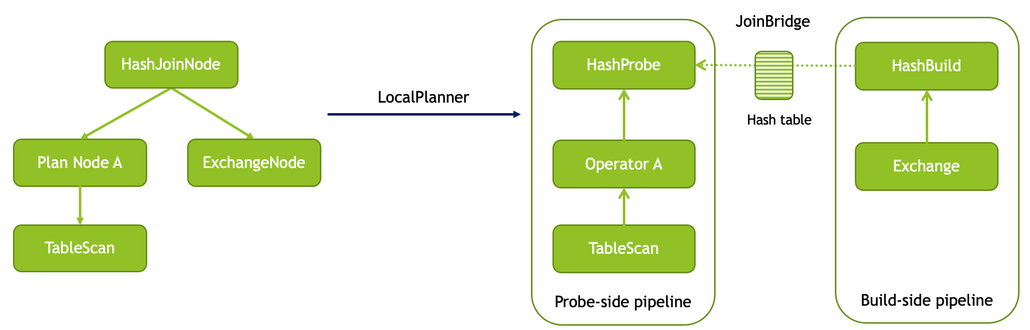 HashJoinNode
Plan Node A
ExchangeNode
TableScan
LocalPlanner
HashProbe
Operator A
TableScan
Probe-side pipeline
JoinBridge
Hash table
HashBuild
Exchange
Build-side pipeline